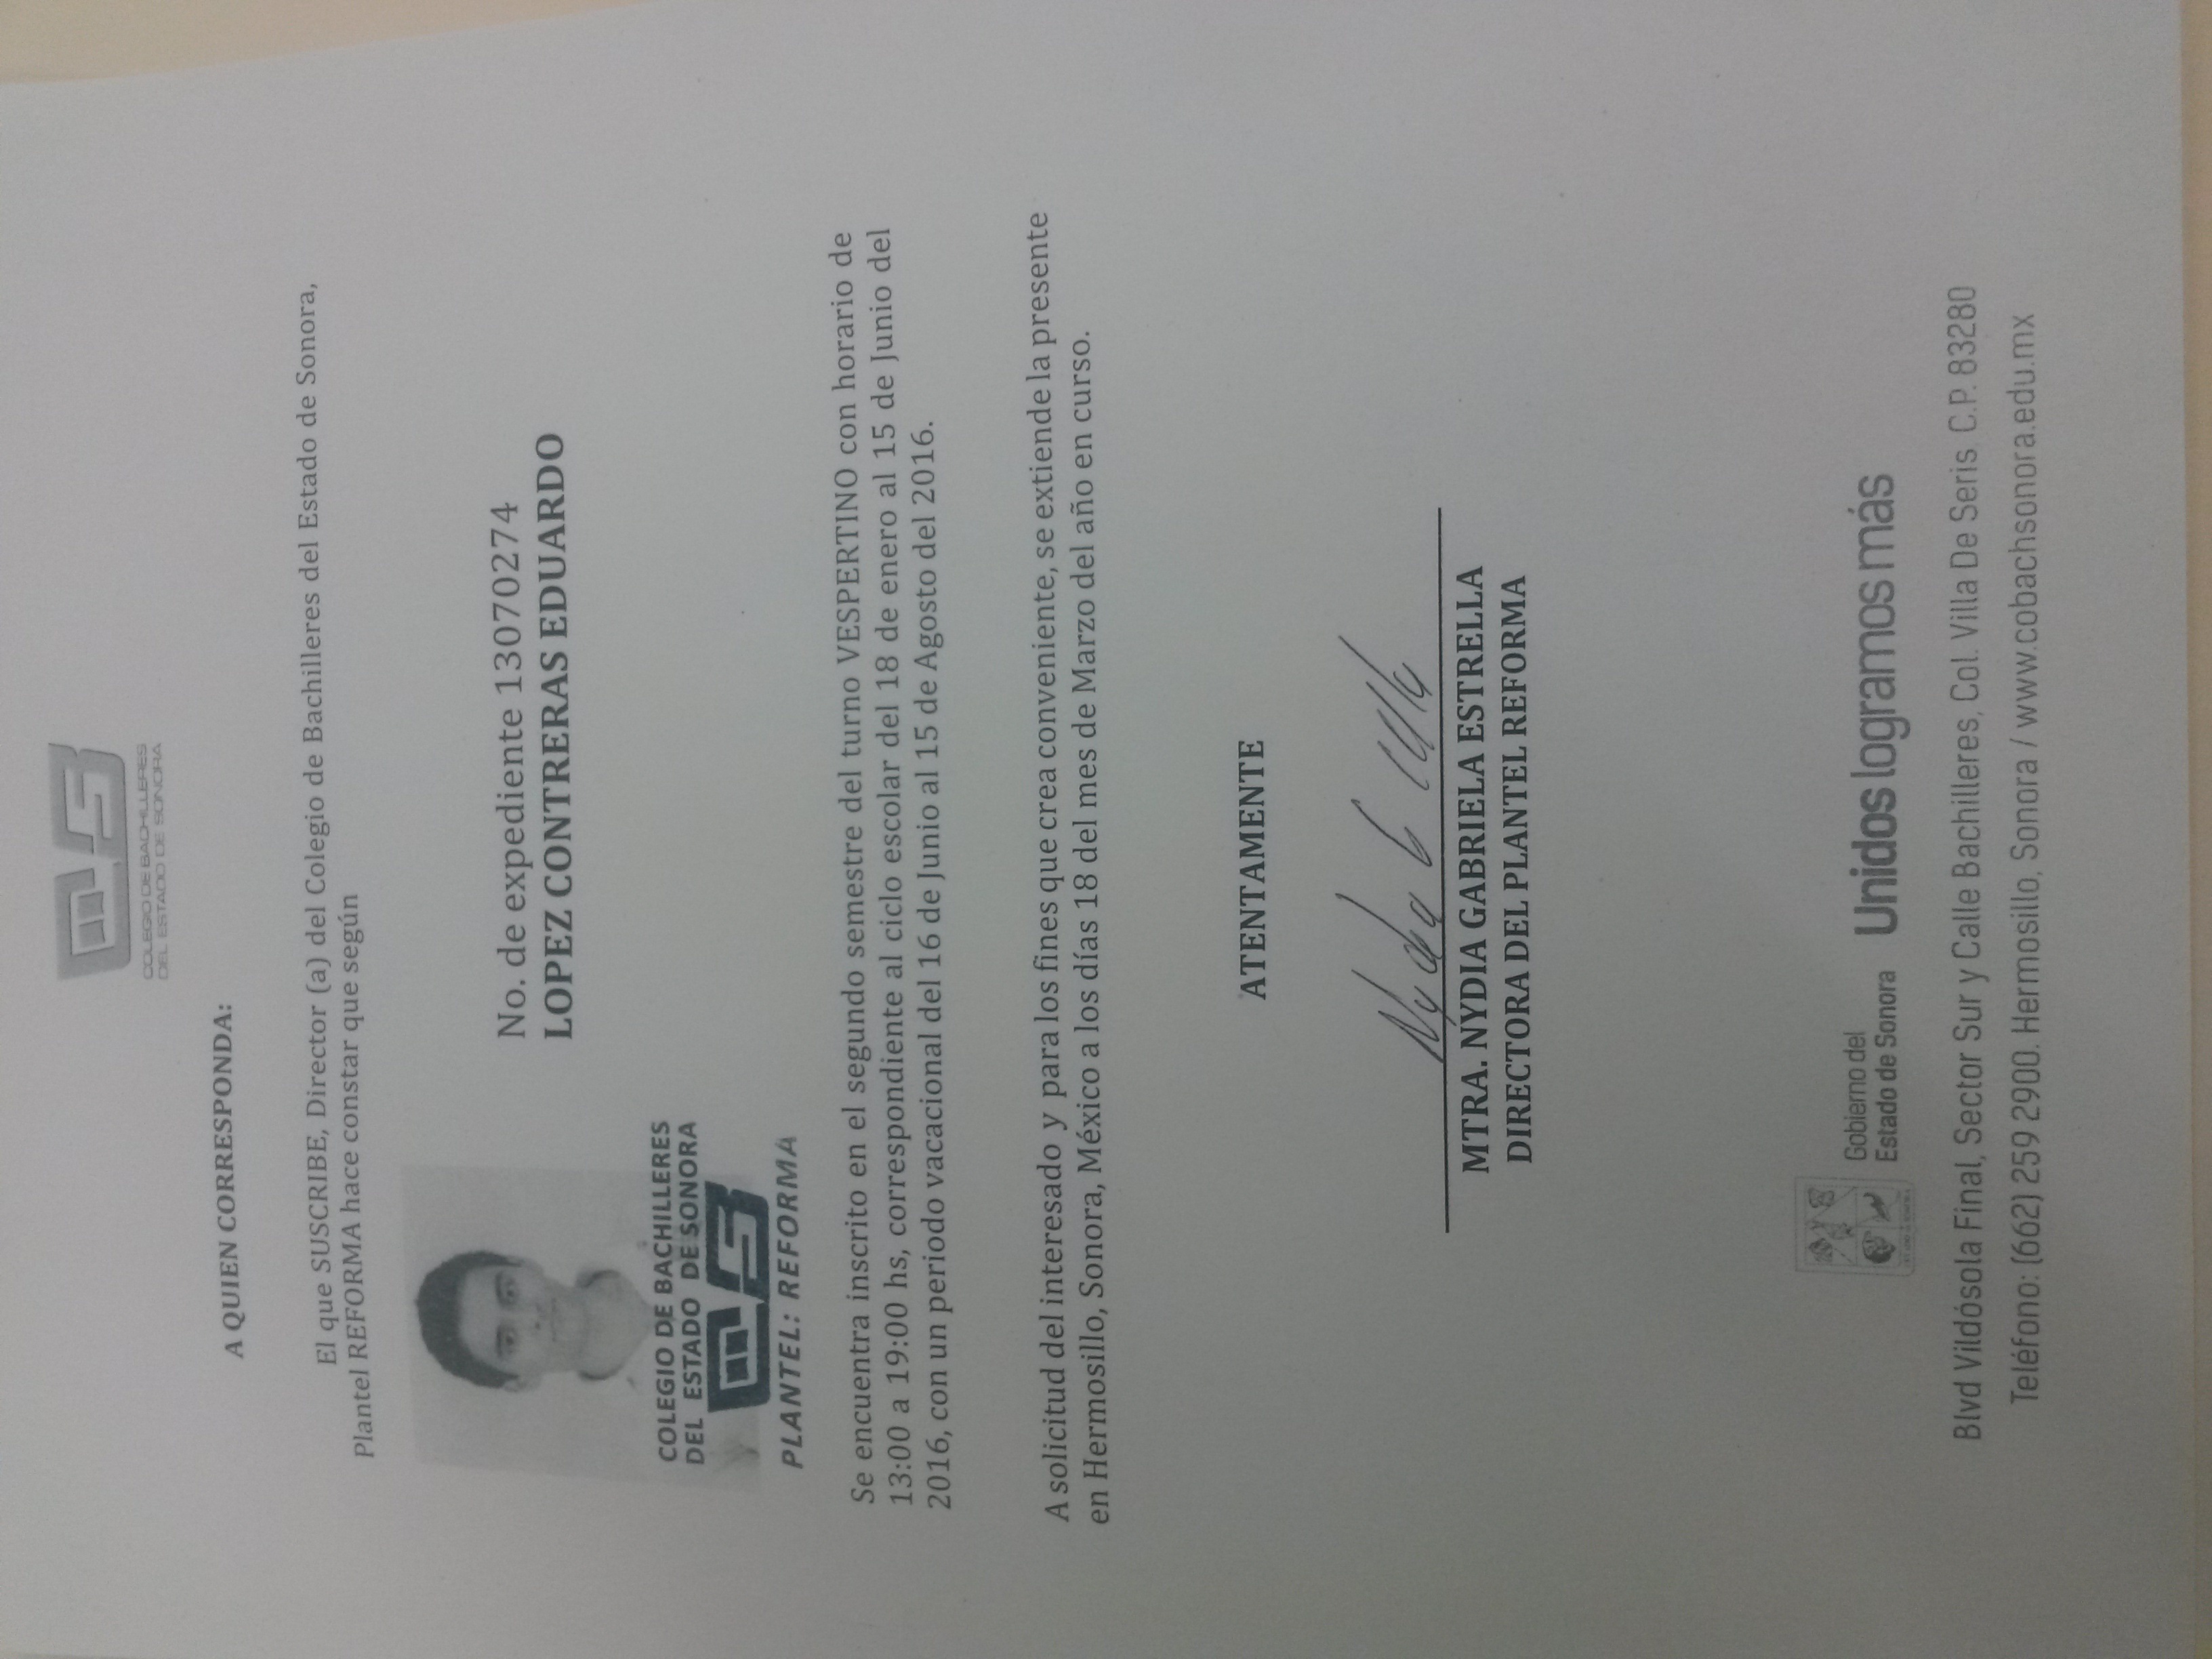 COLEGIO DE BACHILLERES
DEL ESTADO DE SONORA
A QUIEN CORRESPONDA:
El que SUSCRIBE, Director (a) del Colegio de Bachilleres del Estado de Sonora,
Plantel REFORMA hace constar que según
No. de expediente 13070274
LOPEZ CONTRERAS EDUARDO
COLEGIO DE BACHILLERES
DEL ESTADO DE SONORA
PLANTEL: REFORMA
Se encuentra inscrito en el segundo semestre del turno VESPERTINO con horario de
13:00 a 19:00 hs, correspondiente al ciclo escolar del 18 de enero al 15 de Junio del
2016, con un periodo vacacional del 16 de Junio al 15 de Agosto del 2016.
A solicitud del interesado y para los fines que crea conveniente, se extiende la presente
en Hermosillo, Sonora, México a los días 18 del mes de Marzo del año en curso.
ATENTAMENTE
MTRA. NYDIA GABRIELA ESTRELLA
DIRECTORA DEL PLANTEL REFORMA
Gobierno del
Estado de Sonora
Unidos logramos más
Blvd Vildósola Final, Sector Sur y Calle Bachilleres, Col. Villa De Seris C.P. 83280
Teléfono: (662) 259 2900. Hermosillo, Sonora / www.cobachsonora.edu.mx